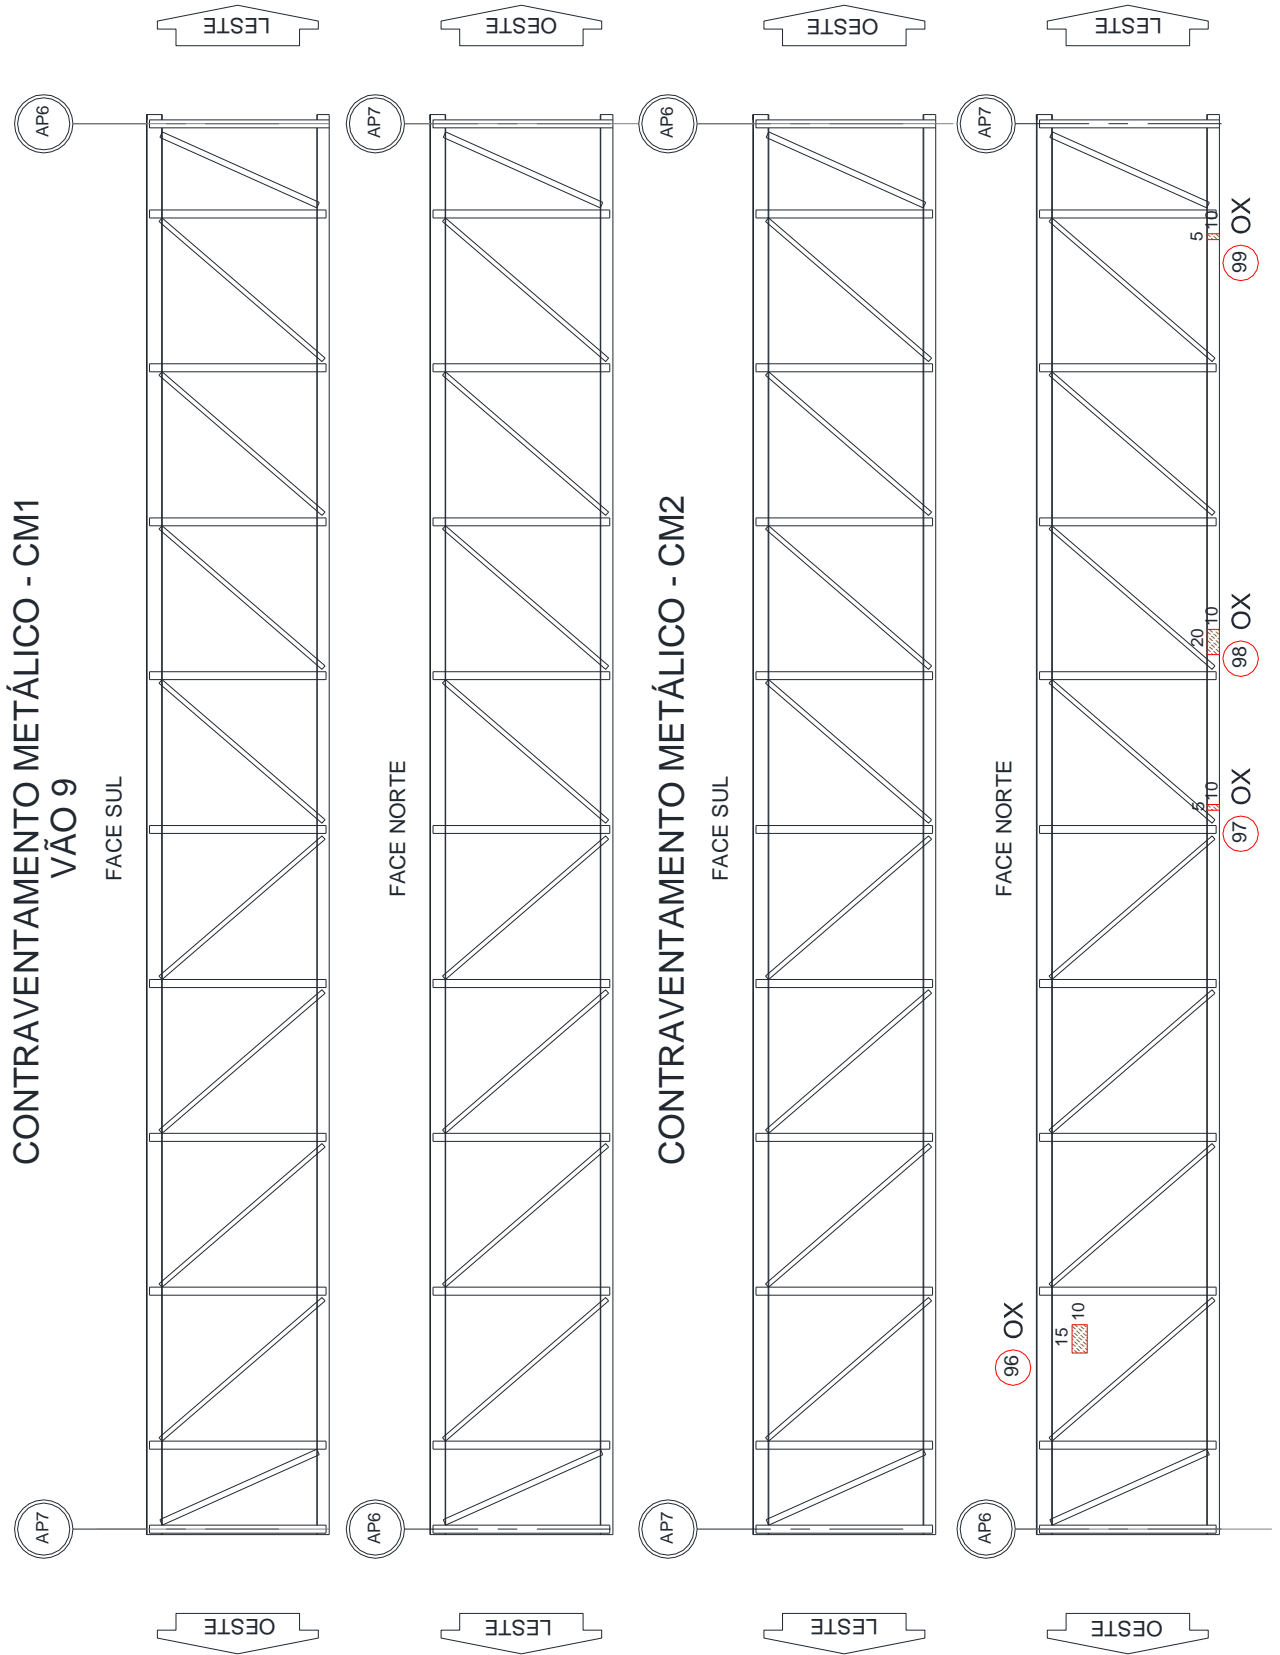 CONTRAVENTAMENTO METÁLICO - CM1
VÃO 9
FACE SUL
AP7
AP6
OESTE
LESTE
FACE NORTE
AP6
AP7
LESTE
OESTE
CONTRAVENTAMENTO METÁLICO - CM2
FACE SUL
AP7
AP6
LESTE
OESTE
FACE NORTE
AP6
AP7
OESTE
LESTE
96 OX
15
10
97 OX
5
10
98 OX
20
10
99 OX
5
10